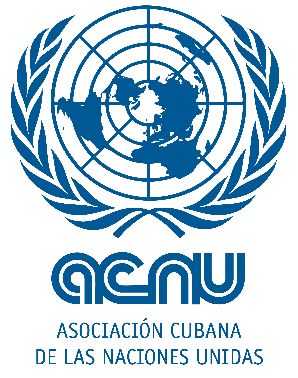 acnu
ASOCIACIÓN CUBANA
DE LAS NACIONES UNIDAS